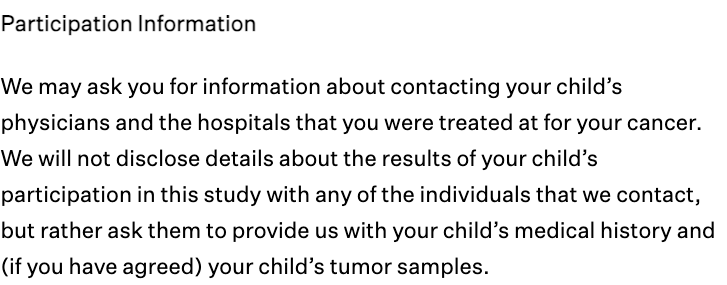 Participation Information
We may ask you for information about contacting your child’s
physicians and the hospitals that you were treated at for your cancer.
We will not disclose details about the results of your child’s
participation in this study with any of the individuals that we contact,
but rather ask them to provide us with your child’s medical history and
(if you have agreed) your child’s tumor samples.